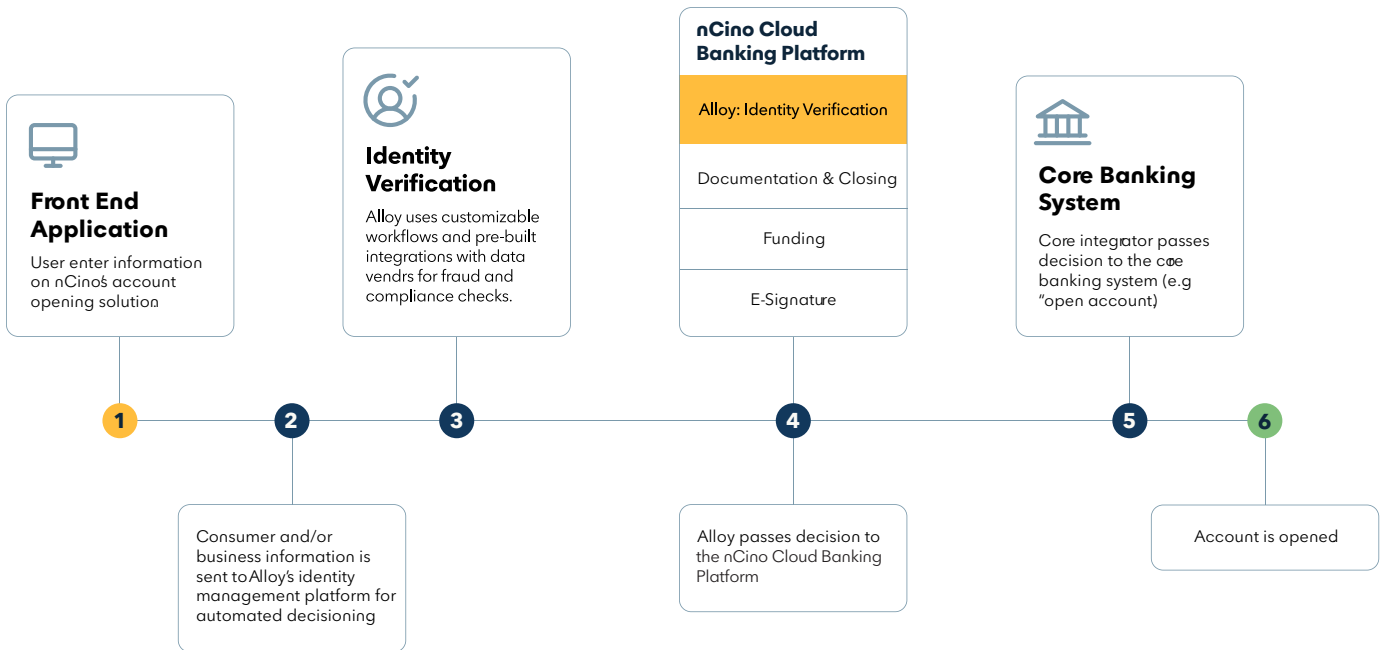 Front End
Application
User enter information
on nCino's account
opening solution
1
2
Consumer and/or
business information is
sent to Alloy's identity
management platform for
automated decisioning
Identity
Verification
Alloy uses customizable
workflows and pre-built
integrations with data
vendrs for fraud and
compliance checks.
3
nCino Cloud
Banking Platform
Alloy: Identity Verification
Documentation & Closing
Funding
E-Signature
4
Alloy passes decision to
the nCino Cloud Banking
Platform
Core Banking
System
Core integrator passes
decision to the core
banking system (e.g
“open account)
5
6
Account is opened